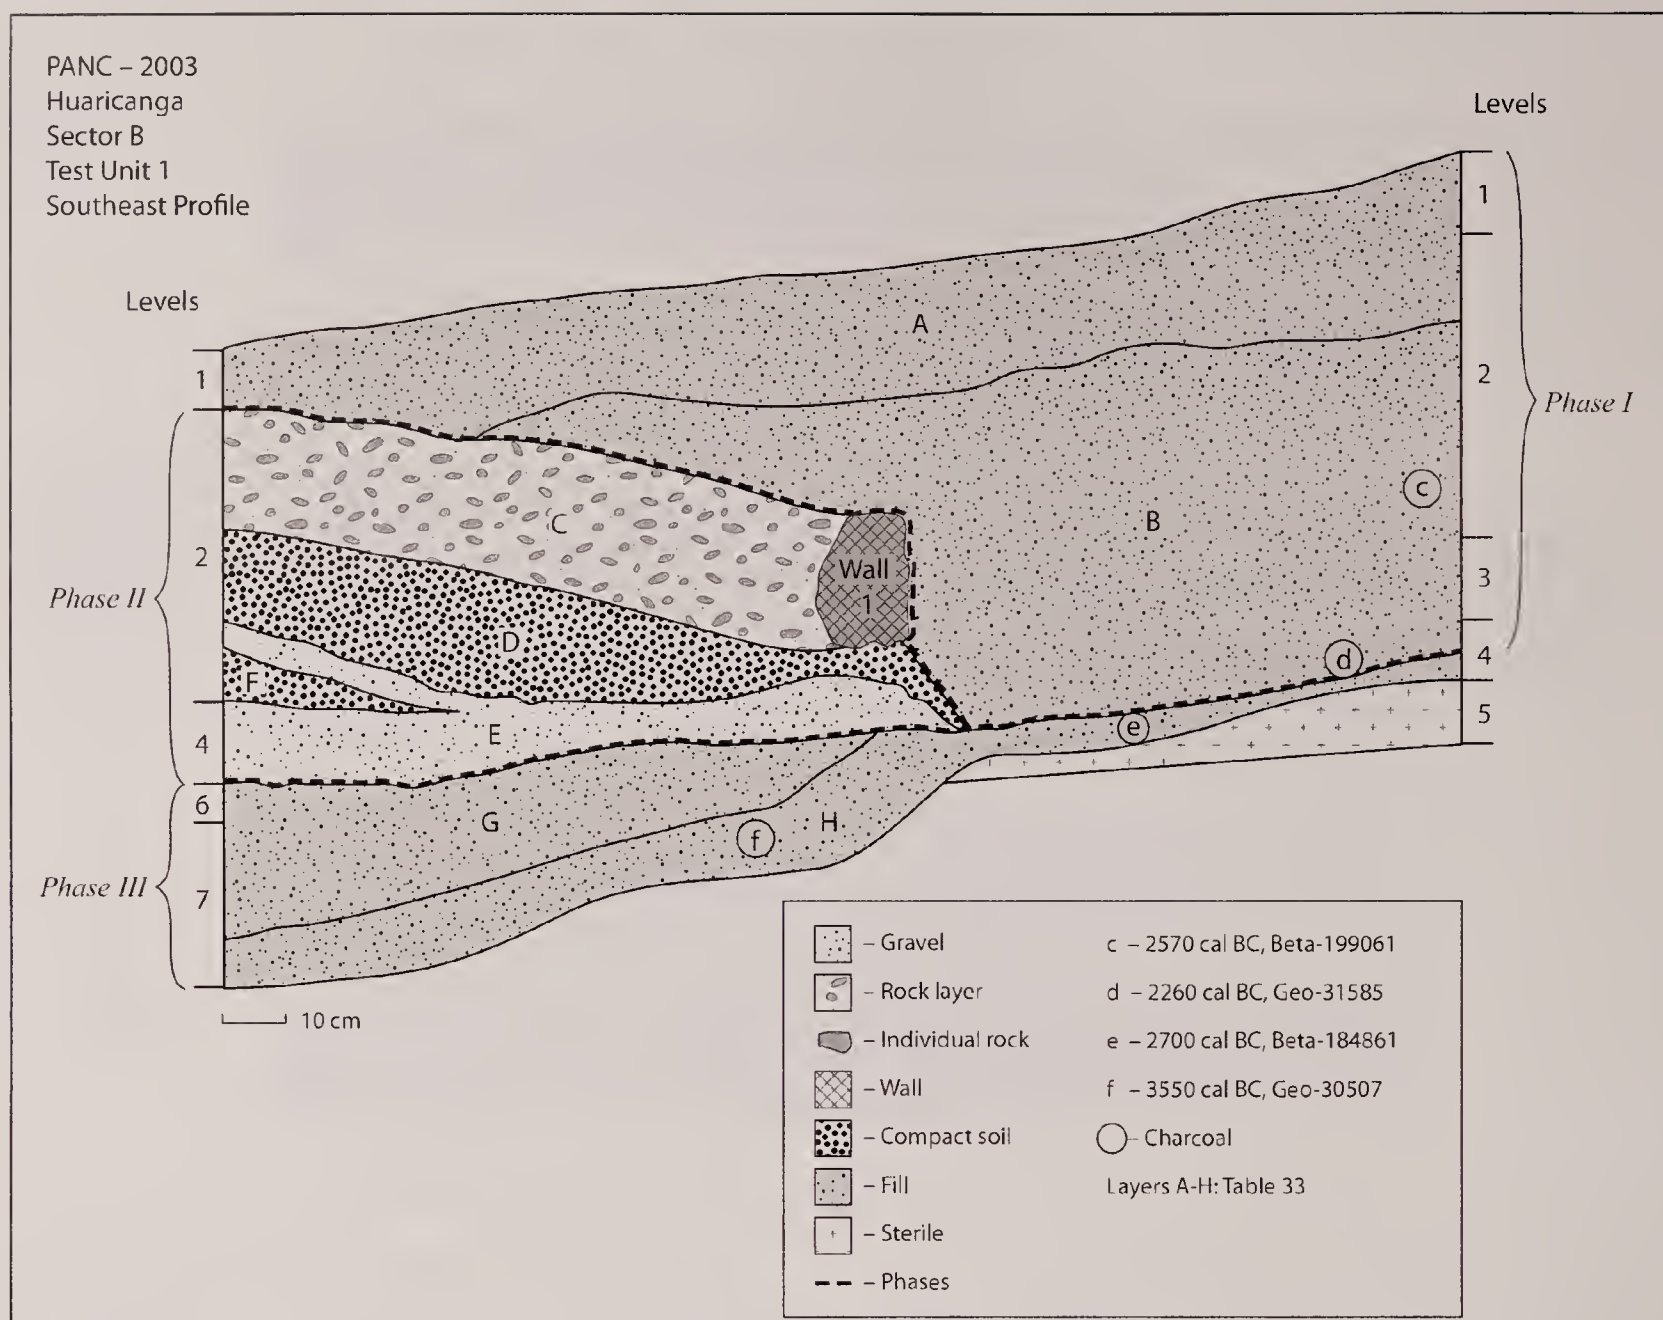 PANC – 2003
Huaricanga
Sector B
Test Unit 1
Southeast Profile
Levels
1
2
3
4
5
Phase I
Levels
1
2
4
6
7
Phase II
Phase III
A
B
C
D
E
F
G
H
Wall
1
c
d
e
f
10 cm
– Gravel
– Rock layer
– Individual rock
– Wall
– Compact soil
– Fill
– Sterile
– Phases
c – 2570 cal BC, Beta-199061
d – 2260 cal BC, Geo-31585
e – 2700 cal BC, Beta-184861
f – 3550 cal BC, Geo-30507
– Charcoal
Layers A-H: Table 33